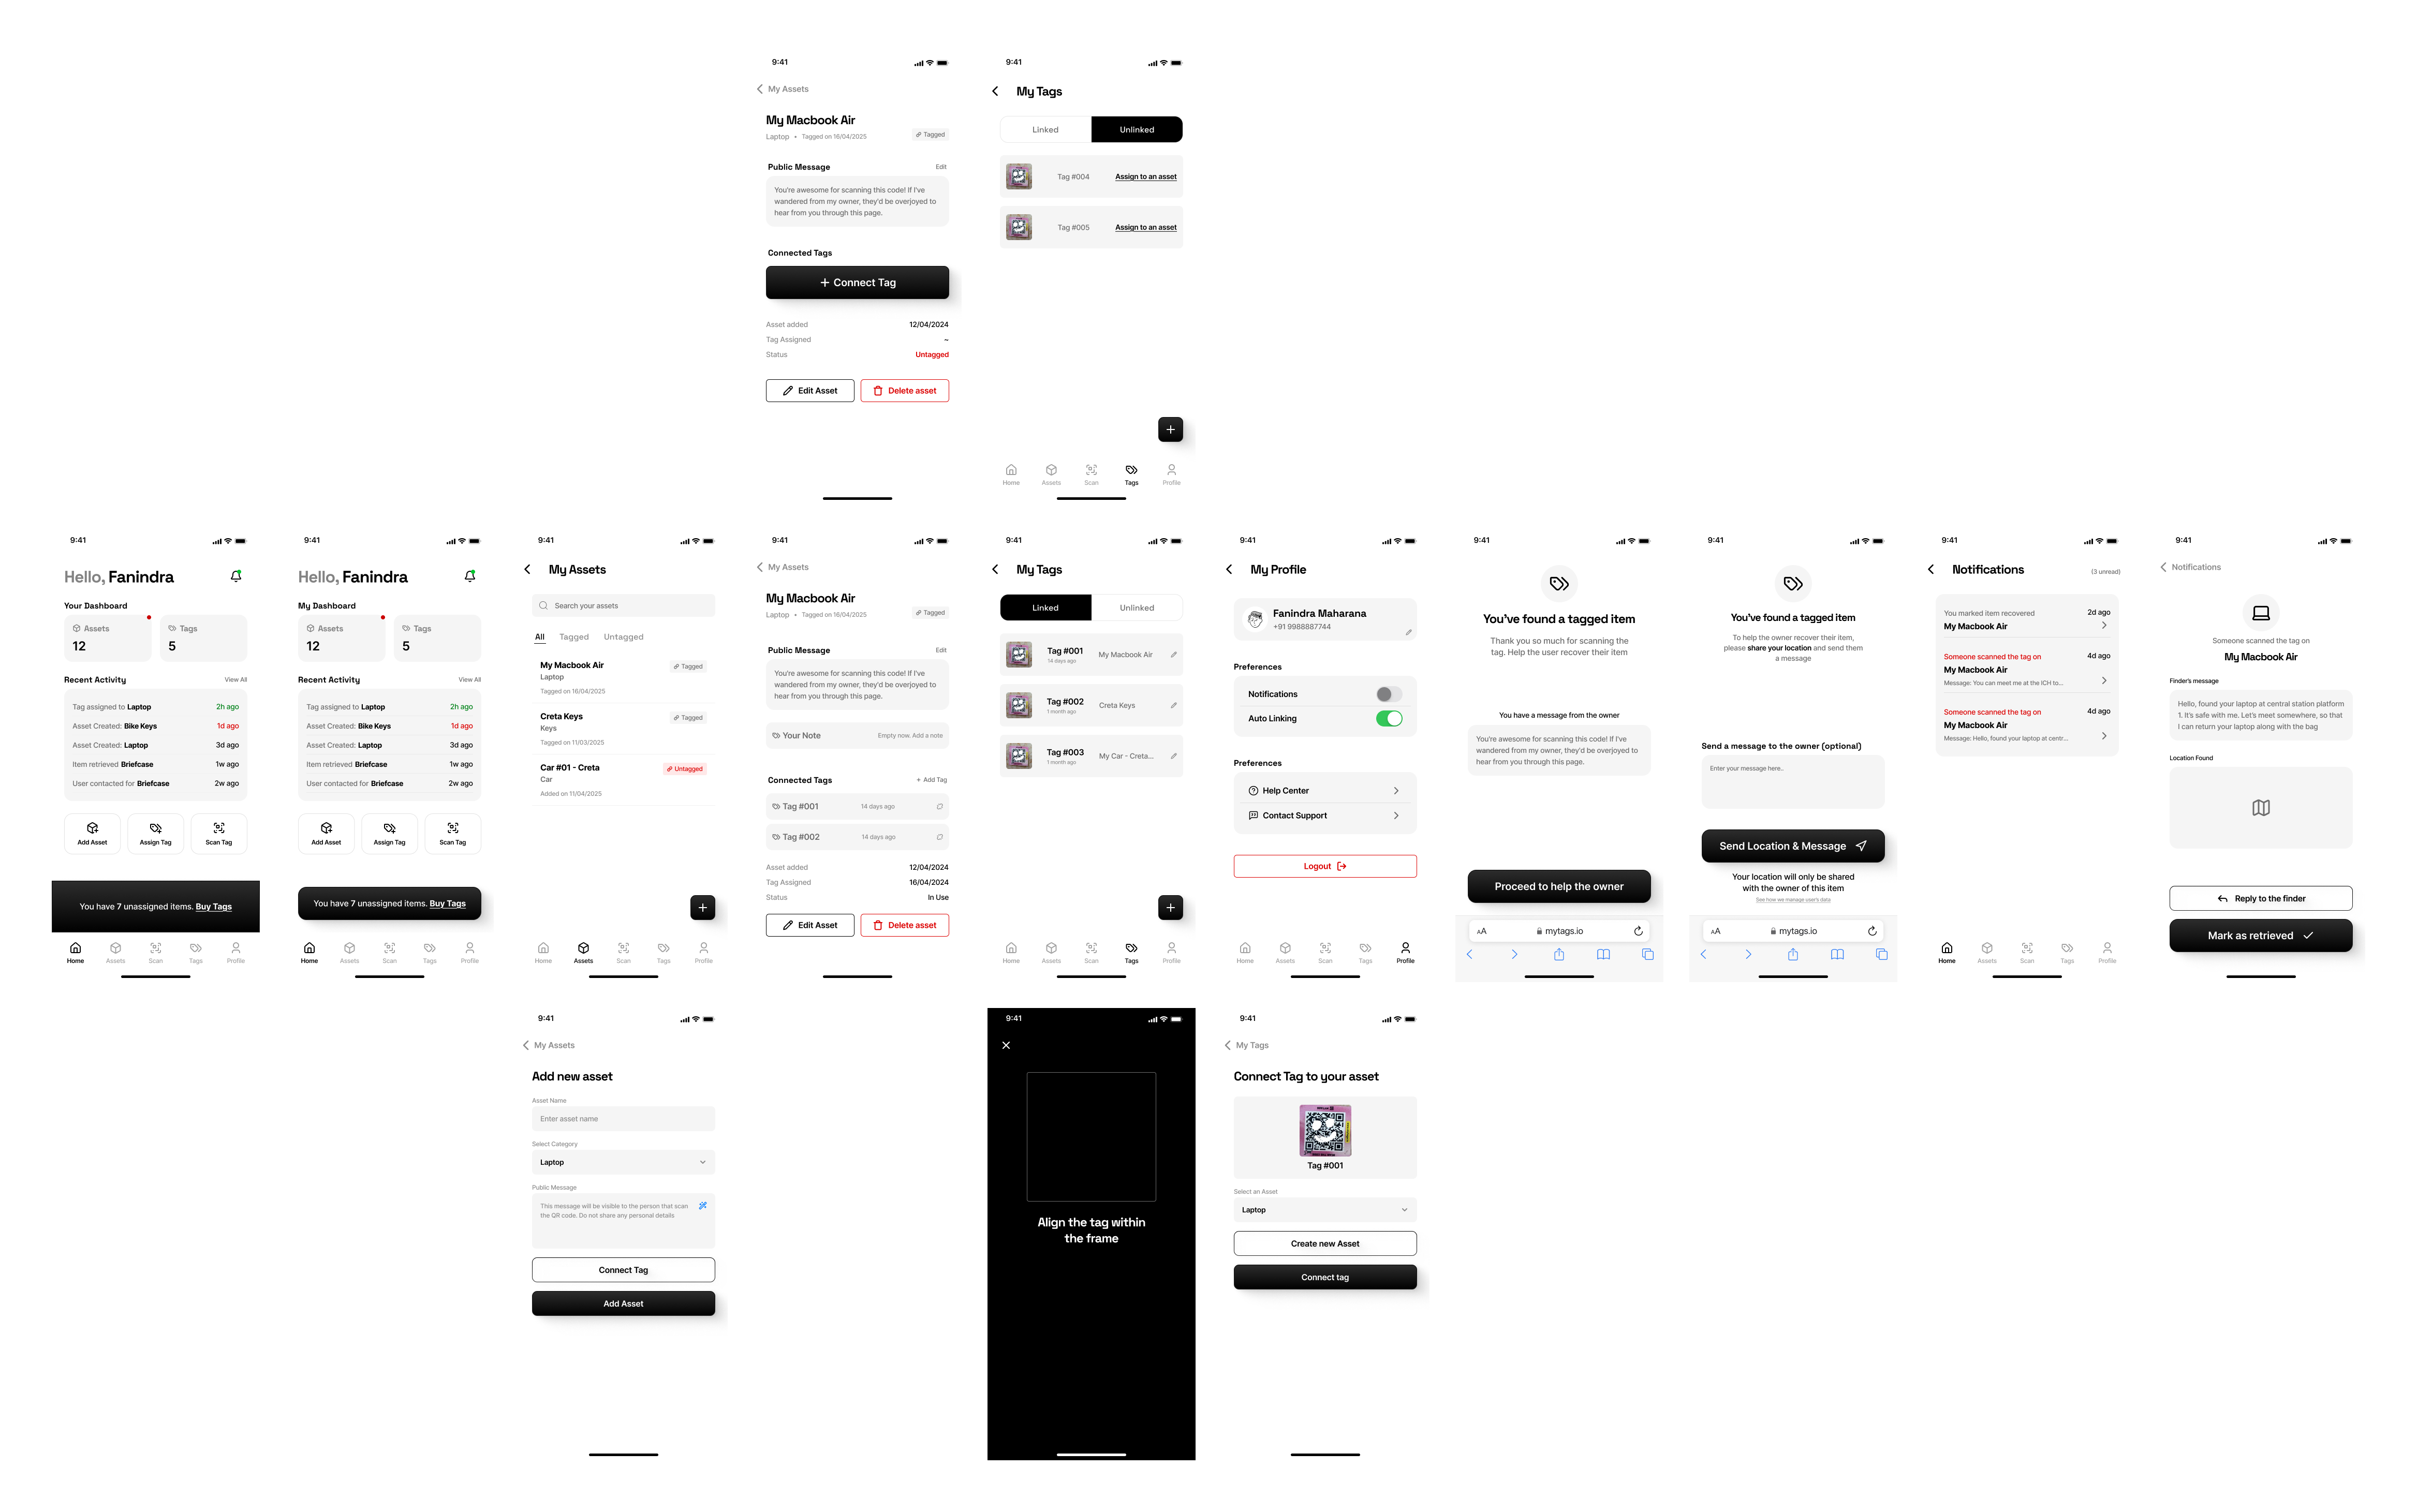 9:41
My Assets
My Macbook Air
Laptop • Tagged on 16/04/2025
Tagged
Public Message
Edit
You're awesome for scanning this code! If I've
wandered from my owner, they'd be overjoyed to
hear from you through this page.
Connected Tags
+ Connect Tag
Asset added 12/04/2024
Tag Assigned ~
Status Untagged
Edit Asset
Delete asset
9:41
My Tags
Linked
Unlinked
Tag #004 Assign to an asset
Tag #005 Assign to an asset
+
Home Assets Scan Tags Profile
9:41
Hello, Fanindra
Your Dashboard
Assets
12
Tags
5
Recent Activity View All
Tag assigned to Laptop 2h ago
Asset Created: Bike Keys 1d ago
Asset Created: Laptop 3d ago
Item retrieved Briefcase 1w ago
User contacted for Briefcase 2w ago
Add Asset
Assign Tag
Scan Tag
You have 7 unassigned items. Buy Tags
Home Assets Scan Tags Profile
9:41
Hello, Fanindra
My Dashboard
Assets
12
Tags
5
Recent Activity View All
Tag assigned to Laptop 2h ago
Asset Created: Bike Keys 1d ago
Asset Created: Laptop 3d ago
Item retrieved Briefcase 1w ago
User contacted for Briefcase 2w ago
Add Asset
Assign Tag
Scan Tag
You have 7 unassigned items. Buy Tags
Home Assets Scan Tags Profile
9:41
My Assets
Search your assets
All Tagged Untagged
My Macbook Air
Tagged
Laptop
Tagged on 16/04/2025
Creta Keys
Tagged
Keys
Tagged on 11/03/2025
Car #01 - Creta
Untagged
Car
Added on 11/04/2025
+
Home Assets Scan Tags Profile
9:41
My Assets
My Macbook Air
Laptop • Tagged on 16/04/2025
Tagged
Public Message
Edit
You're awesome for scanning this code! If I've
wandered from my owner, they'd be overjoyed to
hear from you through this page.
Your Note Empty now. Add a note
Connected Tags + Add Tag
Tag #001 14 days ago
Tag #002 14 days ago
Asset added 12/04/2024
Tag Assigned 16/04/2024
Status In Use
Edit Asset
Delete asset
9:41
My Tags
Linked
Unlinked
Tag #001 My Macbook Air
14 days ago
Tag #002 Creta Keys
1 month ago
Tag #003 My Car - Creta...
1 month ago
+
Home Assets Scan Tags Profile
9:41
My Profile
Fanindra Maharana
+91 9988887744
Preferences
Notifications
Auto Linking
Preferences
Help Center
Contact Support
Logout
Home Assets Scan Tags Profile
9:41
You've found a tagged item
Thank you so much for scanning the
tag. Help the user recover their item
You have a message from the owner
You're awesome for scanning this code! If I've
wandered from my owner, they'd be overjoyed to
hear from you through this page.
Proceed to help the owner
AA mytags.io
9:41
You've found a tagged item
To help the owner recover their item,
please share your location and send them
a message
Send a message to the owner (optional)
Enter your message here..
Send Location & Message
Your location will only be shared
with the owner of this item
See how we manage user's data
AA mytags.io
9:41
Notifications
(3 unread)
You marked item recovered 2d ago
My Macbook Air
Someone scanned the tag on 4d ago
My Macbook Air
Message: You can meet me at the ICH to...
Someone scanned the tag on 4d ago
My Macbook Air
Message: Hello, found your laptop at centr...
Home Assets Scan Tags Profile
9:41
Notifications
Someone scanned the tag on
My Macbook Air
Finder's message
Hello, found your laptop at central station platform
1. It's safe with me. Let's meet somewhere, so that
I can return your laptop along with the bag
Location Found
Reply to the finder
Mark as retrieved
9:41
My Assets
Add new asset
Asset Name
Enter asset name
Select Category
Laptop
Public Message
This message will be visible to the person that scan
the QR code. Do not share any personal details
Connect Tag
Add Asset
9:41
Align the tag within
the frame
9:41
My Tags
Connect Tag to your asset
Tag #001
Select an Asset
Laptop
Create new Asset
Connect tag